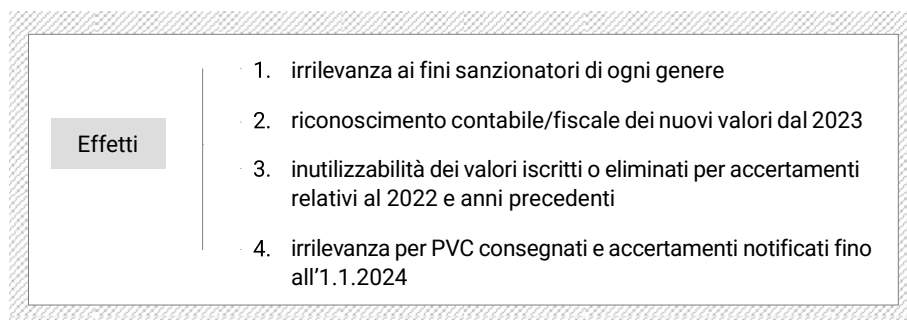 Effetti
1. irrilevanza ai fini sanzionatori di ogni genere
2. riconoscimento contabile/fiscale dei nuovi valori dal 2023
3. inutilizzabilità dei valori iscritti o eliminati per accertamenti
relativi al 2022 e anni precedenti
4. irrilevanza per PVC consegnati e accertamenti notificati fino
all'1.1.2024